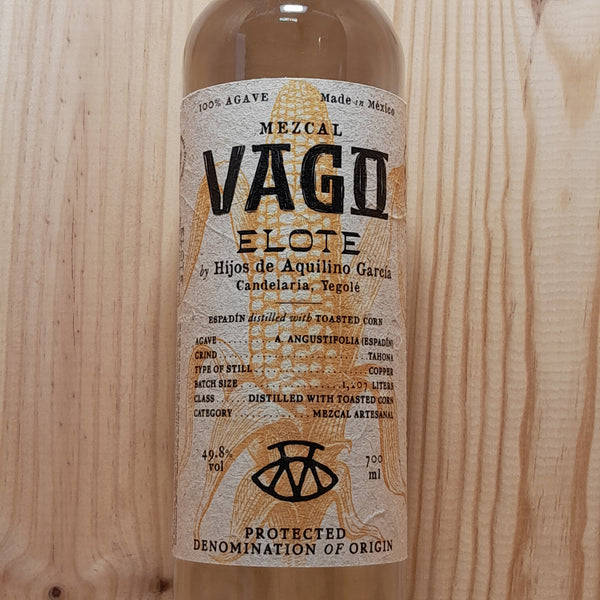 100% AGAVE Made in México
MEZCAL
VAGO
ELOTE
by Hijos de Aquilino García
Candelaria, Yegolé
ESPADÍN distilled with TOASTED CORN
AGAVE ........ A. ANGUSTIFOLIA (ESPADÍN)
GRIND ........ TAHONA
TYPE OF STILL ........ COPPER
BATCH SIZE ........ 1,107 LITERS
CLASS ..... DISTILLED WITH TOASTED CORN
CATEGORY ............ MEZCAL ARTESANAL
49.8% 700
vol ml
PROTECTED
DENOMINATION OF ORIGIN